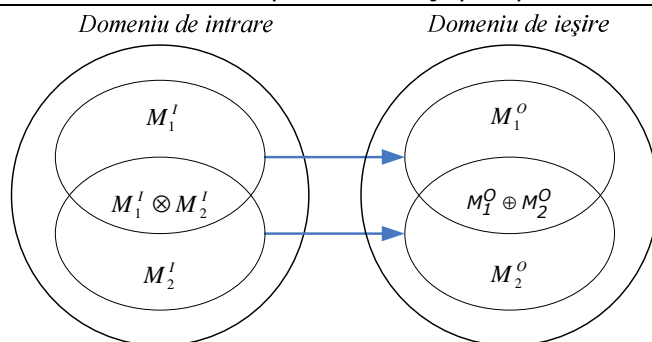 Domeniu de intrare Domeniu de ieşire
M₁ᴵ M₁ᴼ
M₁ᴵ ⊗ M₂ᴵ M₁ᴼ ⊕ M₂ᴼ
M₂ᴵ M₂ᴼ